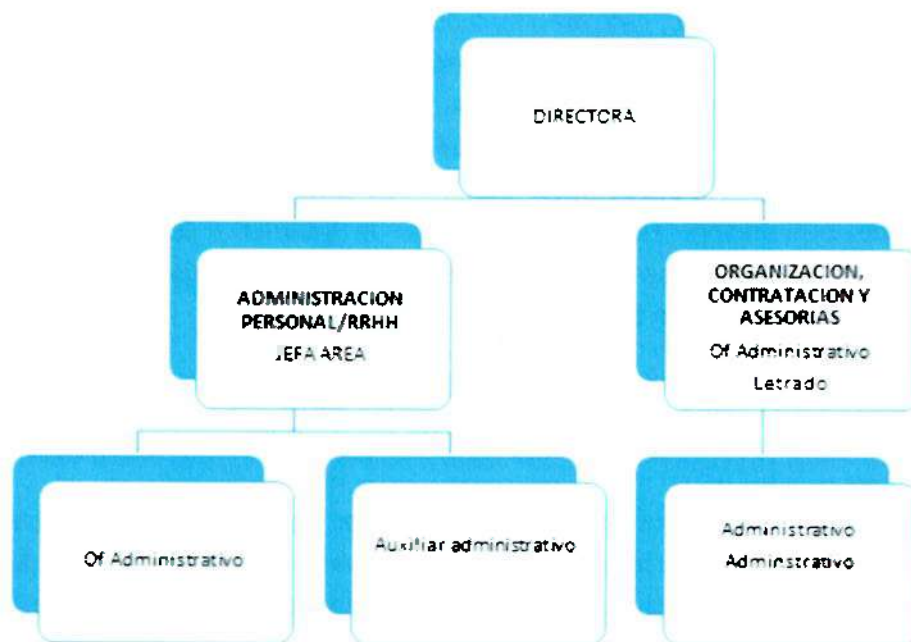 DIRECTORA
ADMINISTRACION
PERSONAL/RRHH
JEFA AREA
ORGANIZACION,
CONTRATACION Y
ASESORIAS
Of Administrativo
Letrado
Of Administrativo
Auxiliar administrativo
Administrativo
Administrativo